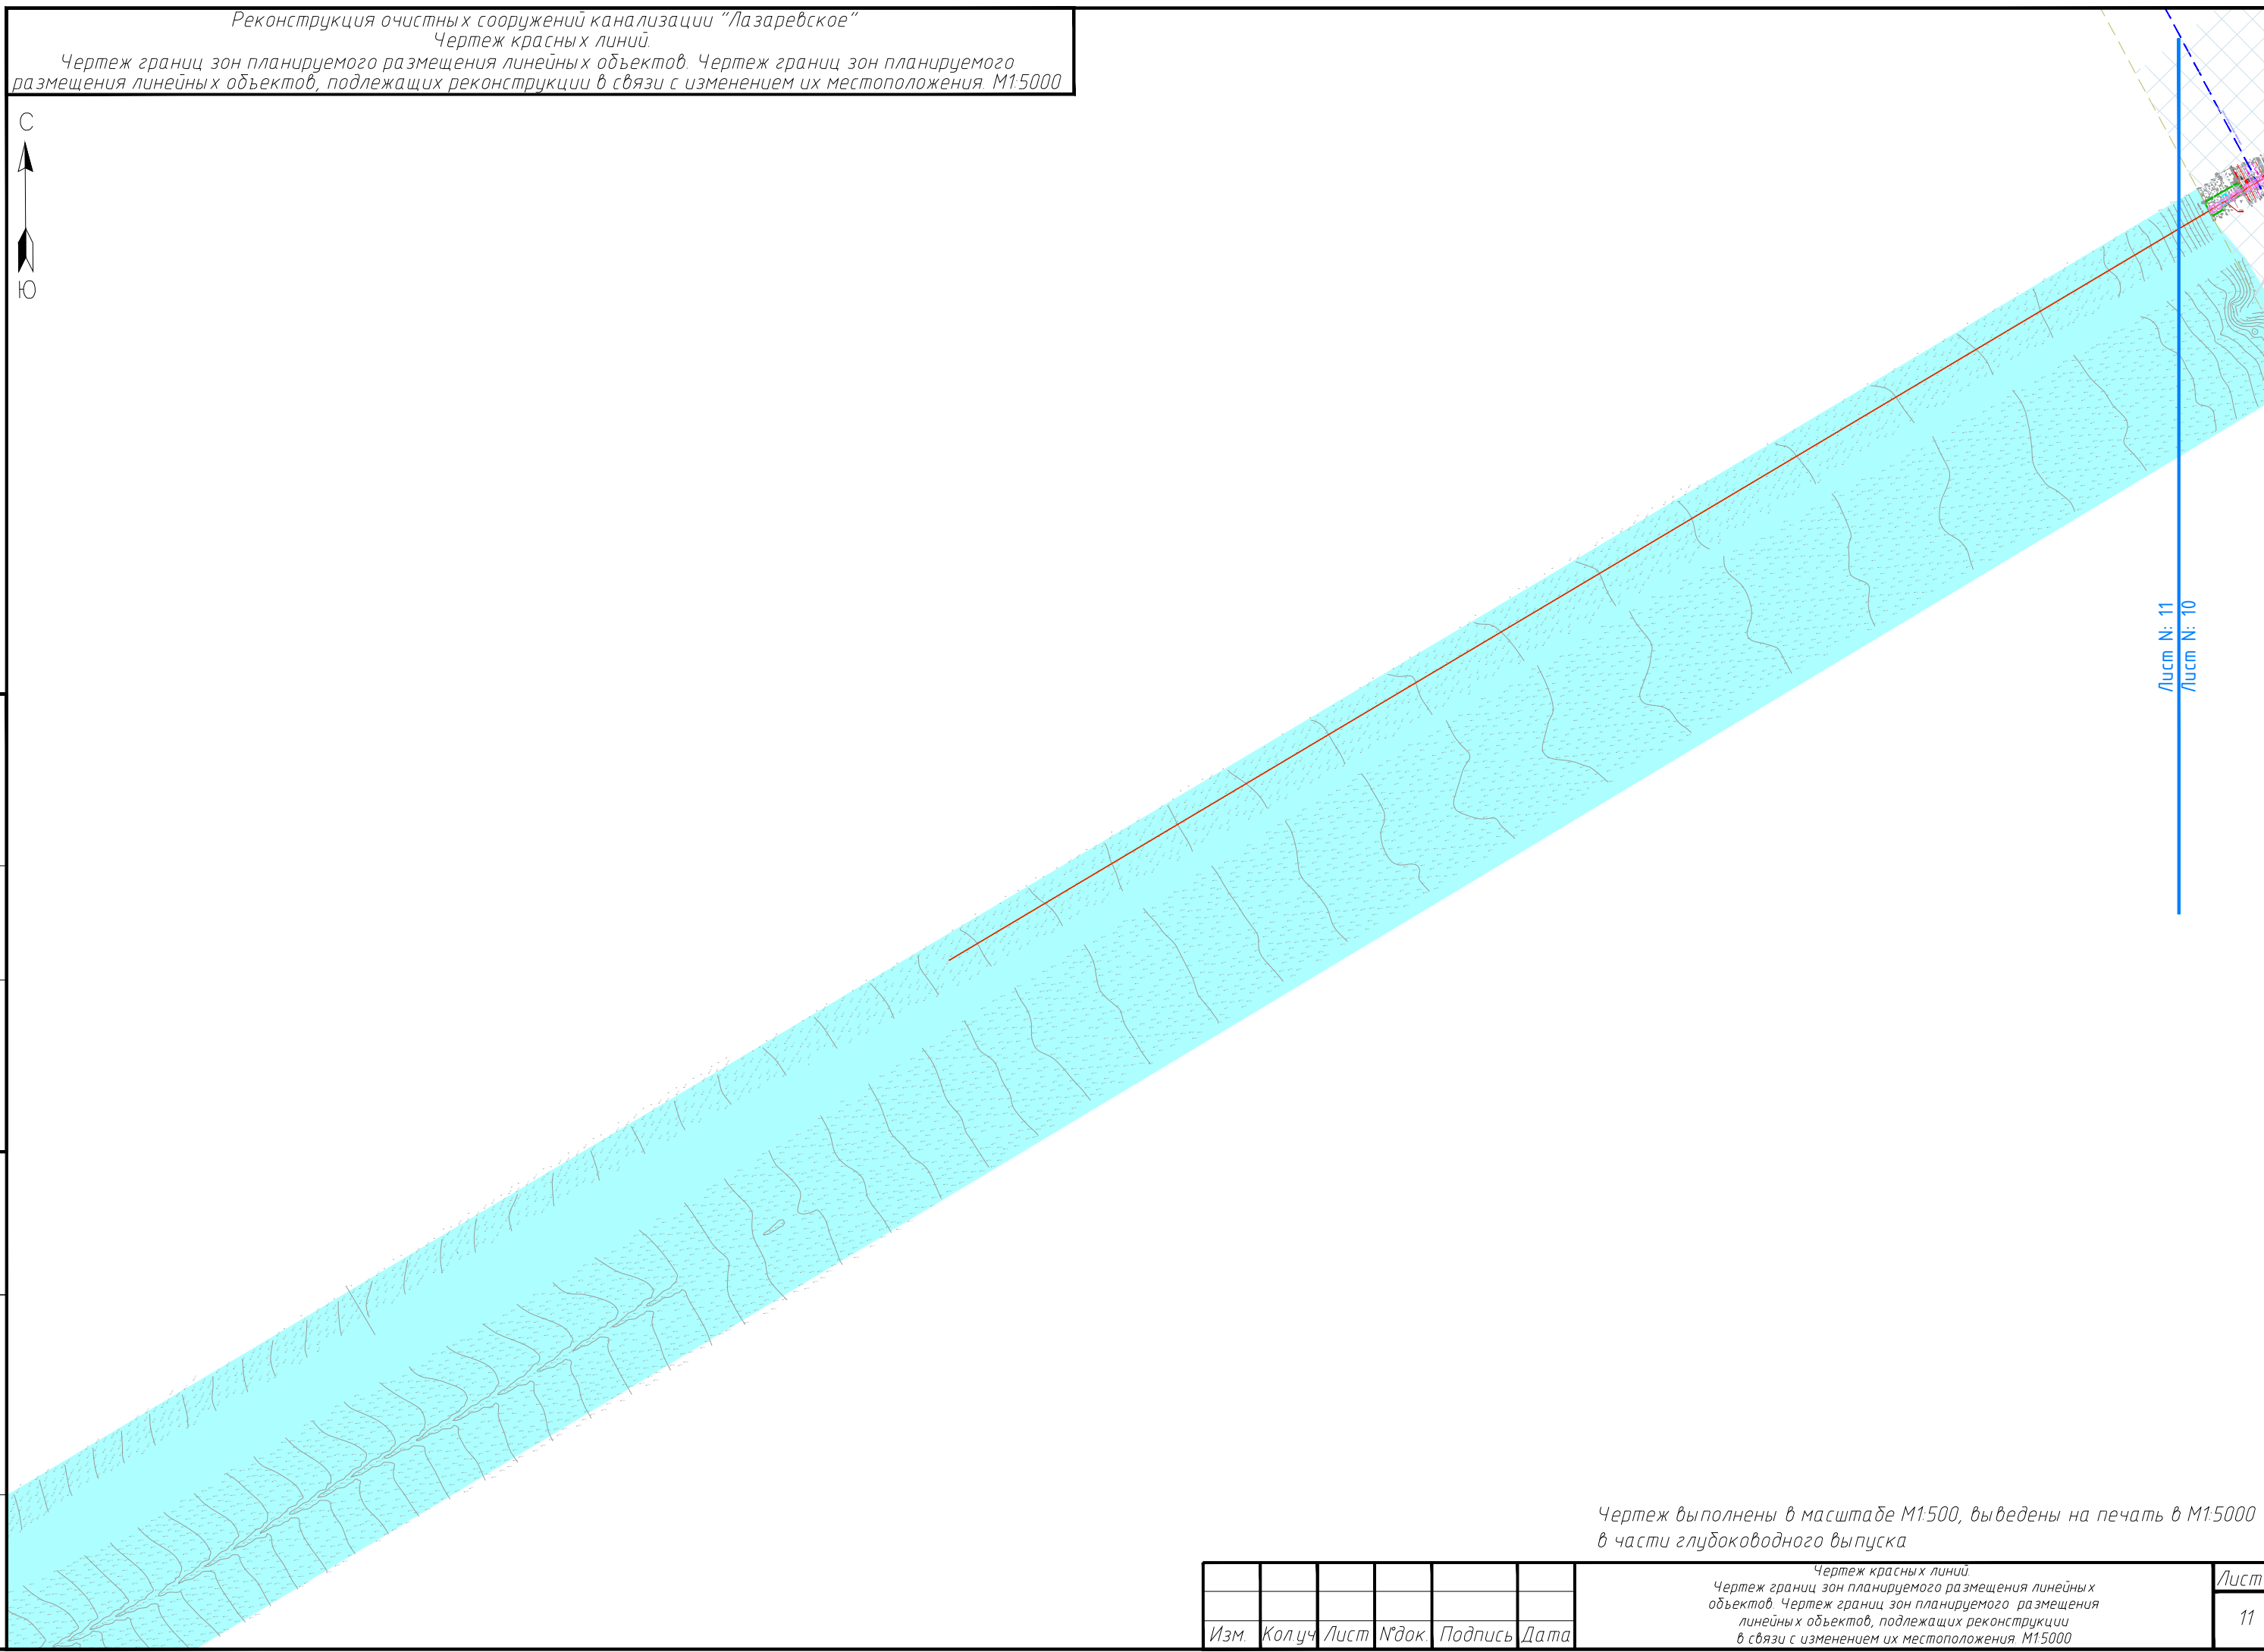 Реконструкция очистных сооружений канализации "Лазаревское"
Чертеж красных линий.
Чертеж границ зон планируемого размещения линейных объектов. Чертеж границ зон планируемого
размещения линейных объектов, подлежащих реконструкции в связи с изменением их местоположения. М1:5000
С
Ю
Лист N: 11
Лист N: 10
Чертеж выполнены в масштабе М1:500, выведены на печать в М1:5000
в части глубоководного выпуска
Изм. Кол.уч Лист №док. Подпись Дата
Чертеж красных линий.
Чертеж границ зон планируемого размещения линейных
объектов. Чертеж границ зон планируемого размещения
линейных объектов, подлежащих реконструкции
в связи с изменением их местоположения. М1:5000
Лист
11